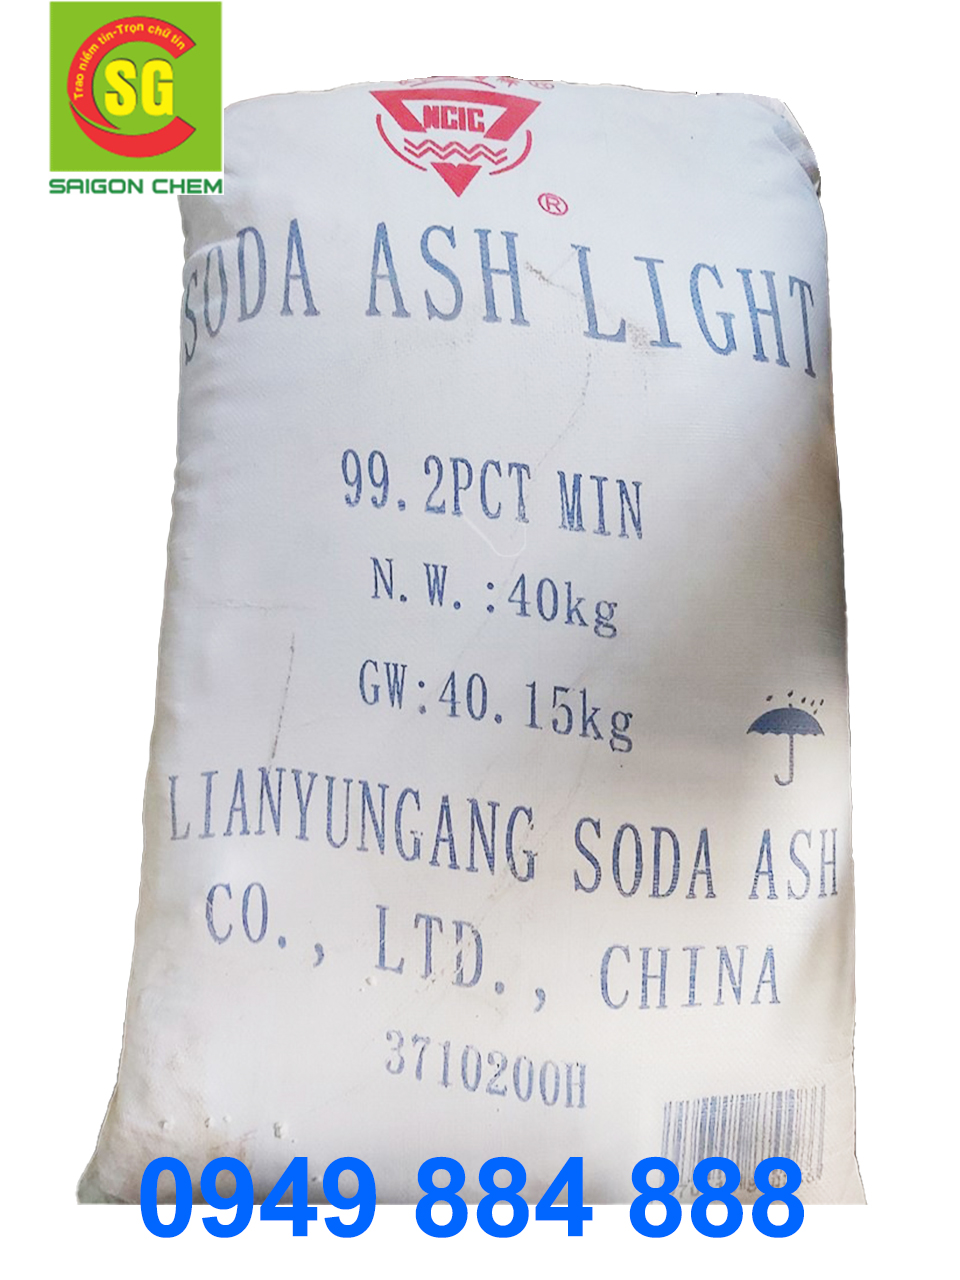 Trao niềm tin-Trọn chữ tín
SG
SAIGON CHEM
NCIC
®
SODA ASH LIGHT
99.2PCT MIN
N.W.:40kg
GW:40.15kg
LIANYUNGANG SODA ASH
CO., LTD., CHINA
3710200H
0949 884 888